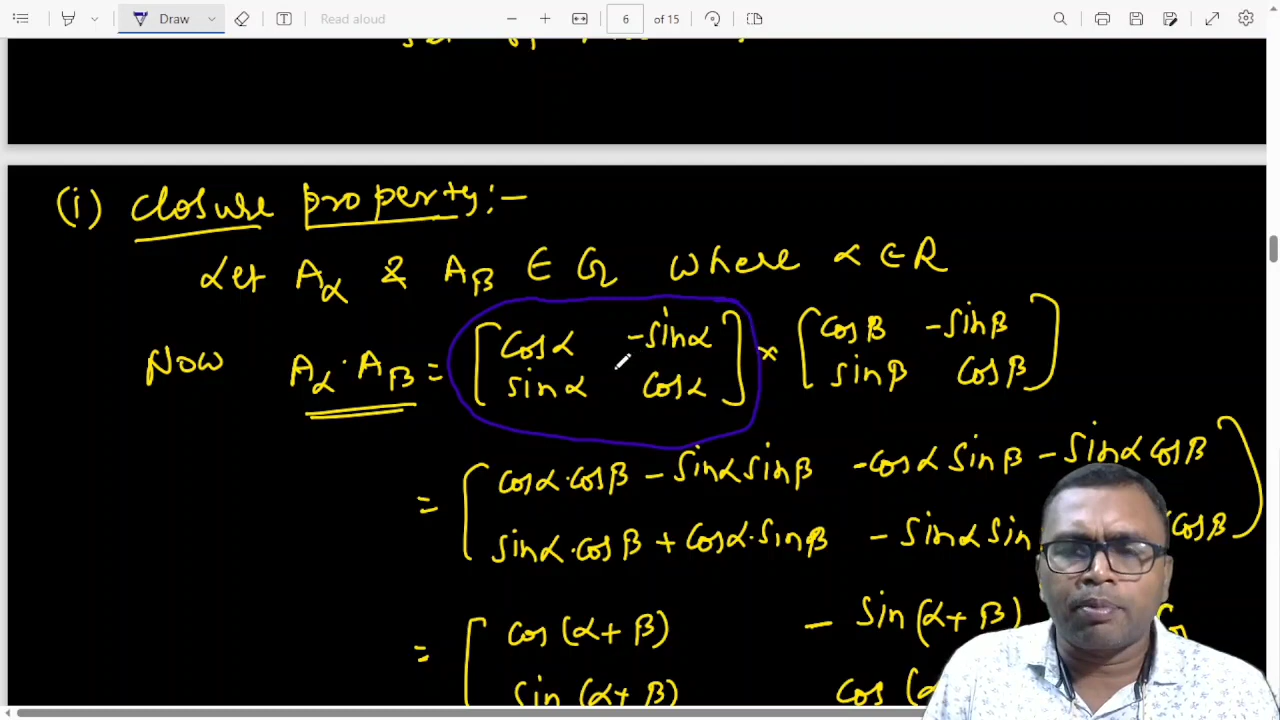 Draw
Read aloud
6 of 15
(i) closure property:-
Let Aα & Aβ ∈ G where α ∈ R
Now Aα · Aβ = [cosα -sinα] × [cosβ -sinβ]
[sinα cosα] [sinβ cosβ]
= [cosα·cosβ - sinα sinβ -cosα sinβ - sinα cosβ]
[sinα·cosβ + cosα·sinβ - sinα sin cosβ]
= [cos(α+β) - sin(α+β)
sin(α+β) cos(α